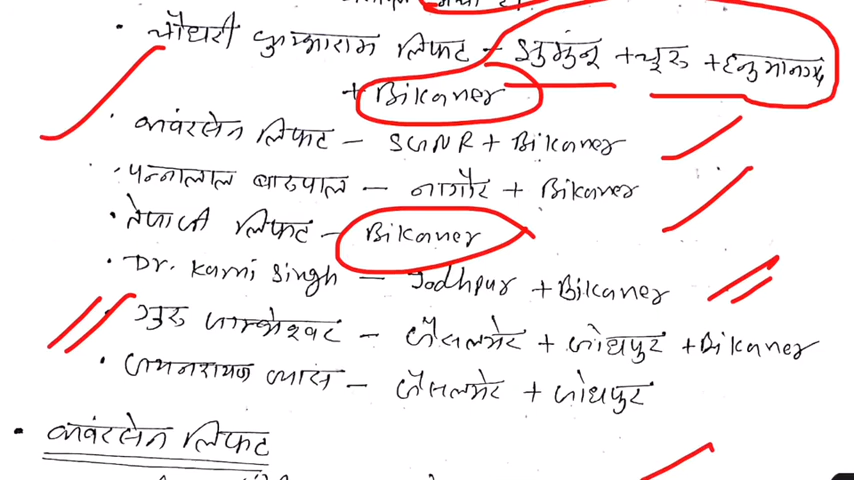 • चौधरी कुम्भाराम लिफ्ट - झुंझुनू + चूरू + हनुमानगढ़
+ Bikaner
• कंवरसेन लिफ्ट - SGNR + Bikaner
• पन्नालाल बारुपाल - नागौर + Bikaner
• तेजाजी लिफ्ट - Bikaner
• Dr. Karni Singh - Jodhpur + Bikaner
• गुरु जाम्भेश्वर - जैसलमेर + जोधपुर + Bikaner
• जयनारायण व्यास - जैसलमेर + जोधपुर
• कंवरसेन लिफ्ट